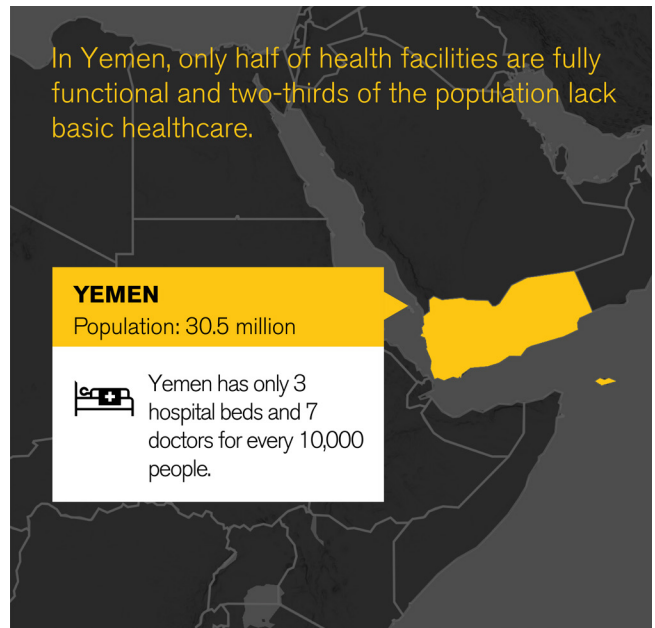 In Yemen, only half of health facilities are fully
functional and two-thirds of the population lack
basic healthcare.
YEMEN
Population: 30.5 million
Yemen has only 3
hospital beds and 7
doctors for every 10,000
people.